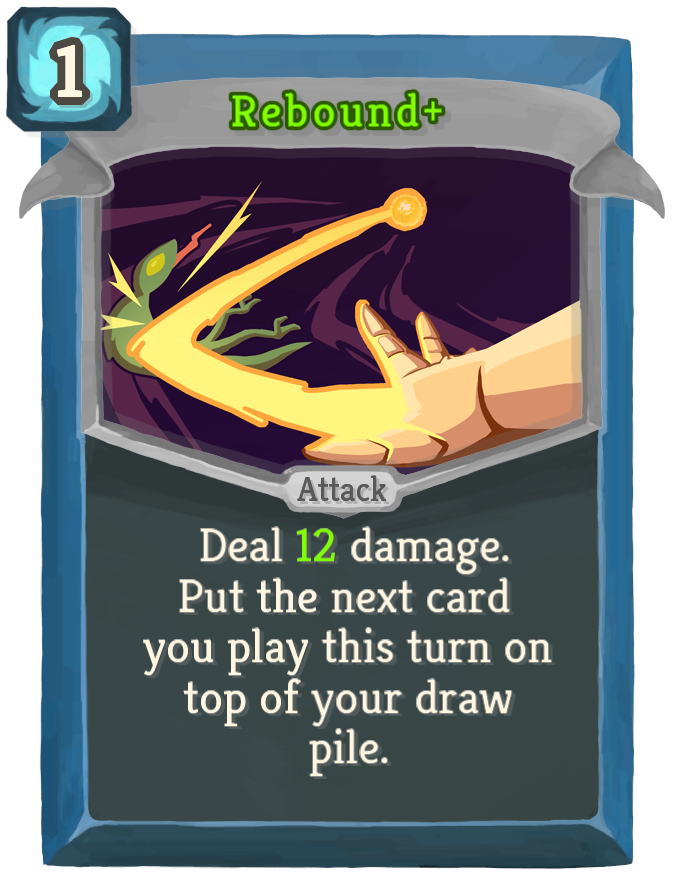 1
Rebound+
Attack
Deal 12 damage.
Put the next card
you play this turn on
top of your draw
pile.